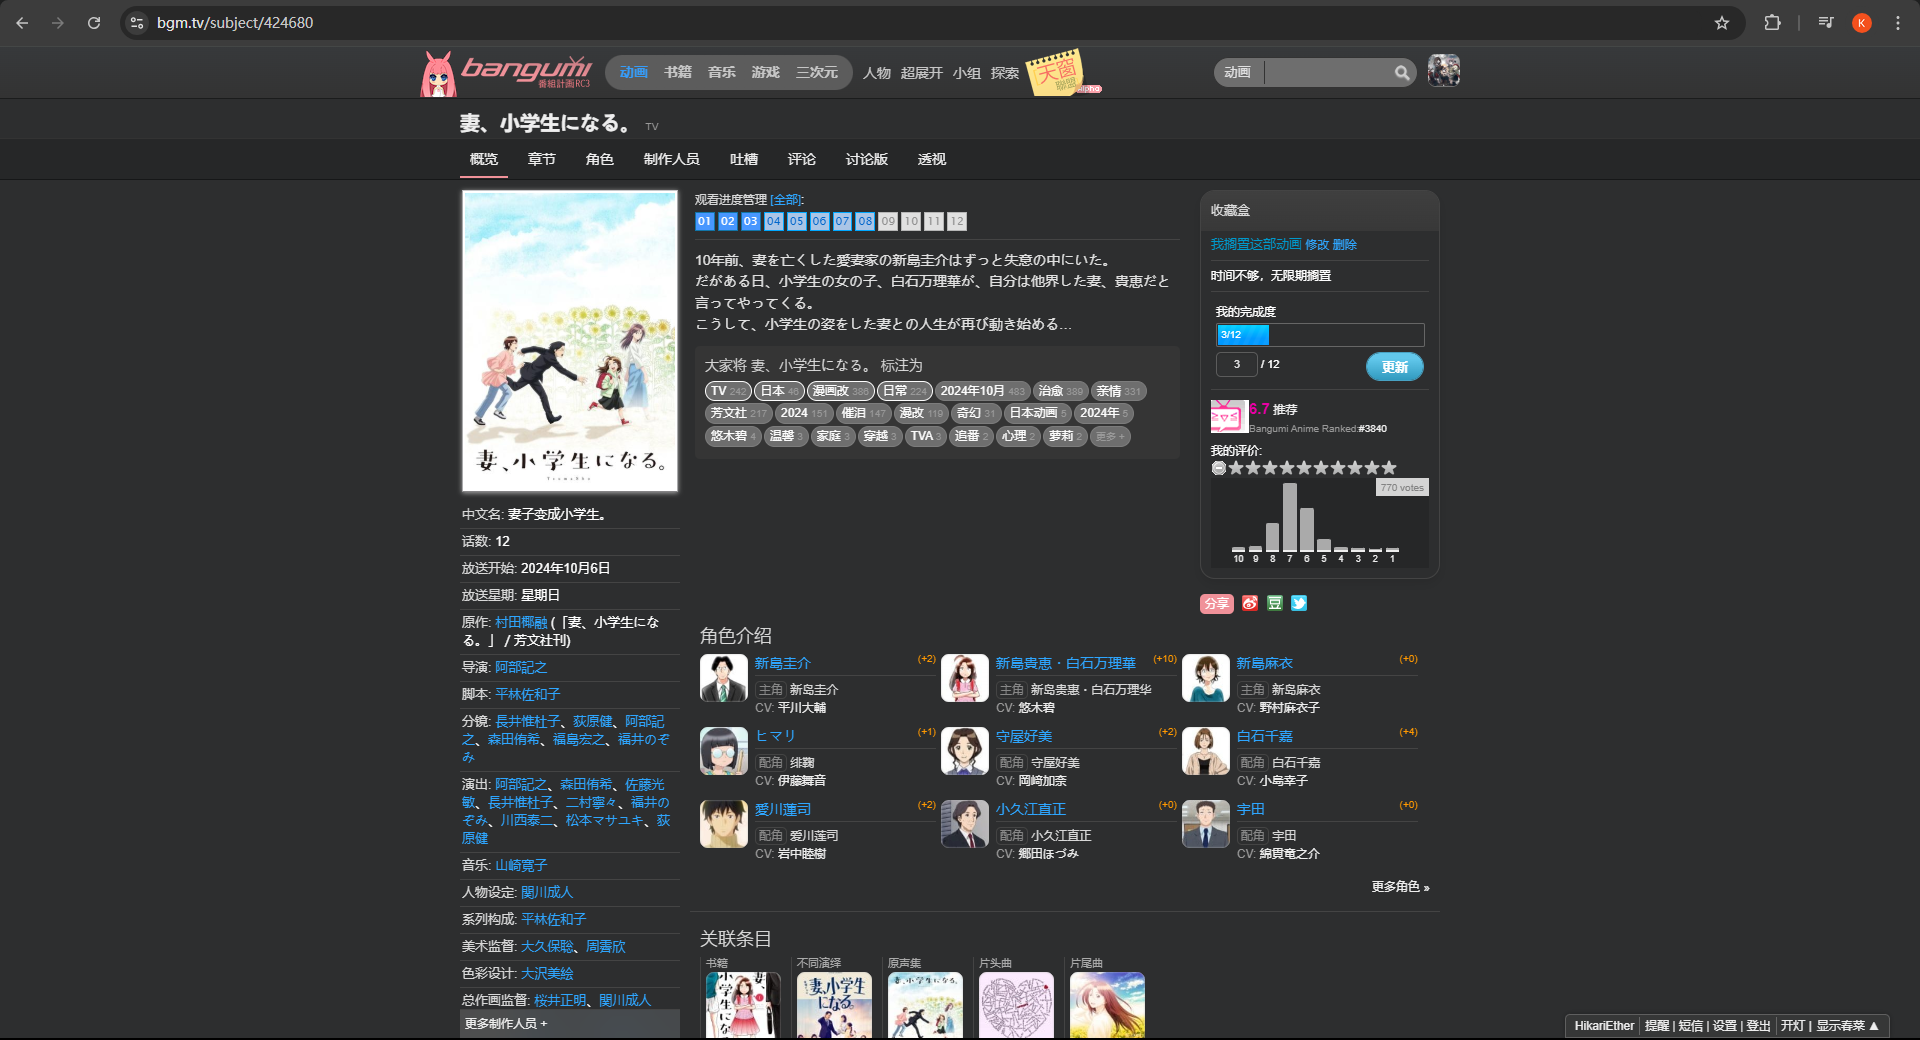 bgm.tv/subject/424680
K
bangumi
番組計画RC3
动画 书籍 音乐 游戏 三次元
人物 超展开 小组 探索
天窗
联盟
alpha
动画
妻、小学生になる。 TV
概览 章节 角色 制作人员 吐槽 评论 讨论版 透视
妻、小学生になる。
中文名: 妻子变成小学生。
话数: 12
放送开始: 2024年10月6日
放送星期: 星期日
原作: 村田椰融 (「妻、小学生にな
る。」 / 芳文社刊)
导演: 阿部記之
脚本: 平林佐和子
分镜: 長井惟杜子、荻原健、阿部記
之、森田侑希、福島宏之、福井のぞ
み
演出: 阿部記之、森田侑希、佐藤光
敏、長井惟杜子、二村寧々、福井の
ぞみ、川西泰二、松本マサユキ、荻
原健
音乐: 山崎寛子
人物设定: 関川成人
系列构成: 平林佐和子
美术监督: 大久保聡、周霽欣
色彩设计: 大沢美絵
总作画监督: 桜井正明、関川成人
更多制作人员 +
观看进度管理 [全部]:
01 02 03 04 05 06 07 08 09 10 11 12
10年前、妻を亡くした愛妻家の新島圭介はずっと失意の中にいた。
だがある日、小学生の女の子、白石万理華が、自分は他界した妻、貴恵だと
言ってやってくる。
こうして、小学生の姿をした妻との人生が再び動き始める…
大家将 妻、小学生になる。 标注为
TV 242 日本 46 漫画改 386 日常 224 2024年10月 483 治愈 389 亲情 331
芳文社 217 2024 151 催泪 147 漫改 119 奇幻 31 日本动画 5 2024年 5
悠木碧 4 温馨 3 家庭 3 穿越 3 TVA 3 追番 2 心理 2 萝莉 2 更多 +
收藏盒
我搁置这部动画 修改 删除
时间不够，无限期搁置
我的完成度
3/12
3 / 12 更新
6.7 推荐
Bangumi Anime Ranked:#3840
我的评价:
770 votes
10 9 8 7 6 5 4 3 2 1
分享
豆
角色介绍
新島圭介 (+2)
主角 新岛圭介
CV: 平川大輔
新島貴恵・白石万理華 (+10)
主角 新岛贵惠・白石万理华
CV: 悠木碧
新島麻衣 (+0)
主角 新岛麻衣
CV: 野村麻衣子
ヒマリ (+1)
配角 绯鞠
CV: 伊藤舞音
守屋好美 (+2)
配角 守屋好美
CV: 岡﨑加奈
白石千嘉 (+4)
配角 白石千嘉
CV: 小島幸子
愛川蓮司 (+2)
配角 爱川莲司
CV: 岩中睦樹
小久江直正 (+0)
配角 小久江直正
CV: 郷田ほづみ
宇田 (+0)
配角 宇田
CV: 綿貫竜之介
更多角色 »
关联条目
书籍 不同演绎 原声集 片头曲 片尾曲
妻、小学生になる。
妻、小学生になる。
HikariEther 提醒 | 短信 | 设置 | 登出 开灯 | 显示春菜 ▲